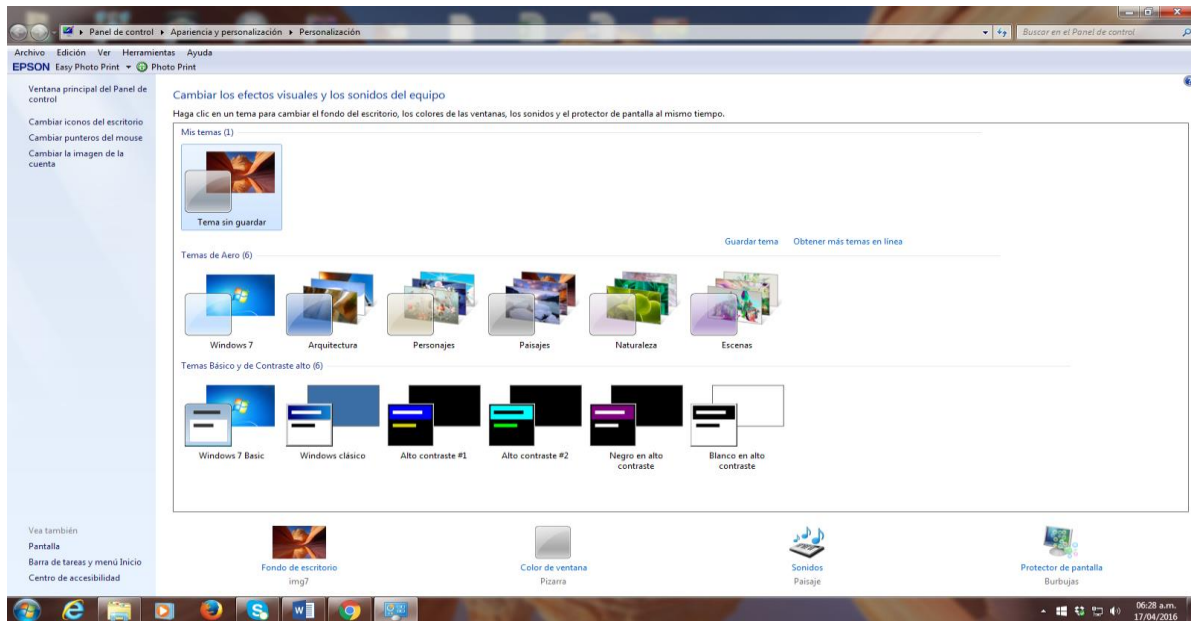 Panel de control ▸ Apariencia y personalización ▸ Personalización
Buscar en el Panel de control
Archivo Edición Ver Herramientas Ayuda
EPSON Easy Photo Print Photo Print
Ventana principal del Panel de
control
Cambiar iconos del escritorio
Cambiar punteros del mouse
Cambiar la imagen de la
cuenta
Cambiar los efectos visuales y los sonidos del equipo
Haga clic en un tema para cambiar el fondo del escritorio, los colores de las ventanas, los sonidos y el protector de pantalla al mismo tiempo.
Mis temas (1)
Tema sin guardar
Guardar tema Obtener más temas en línea
Temas de Aero (6)
Windows 7 Arquitectura Personajes Paisajes Naturaleza Escenas
Temas Básico y de Contraste alto (6)
Windows 7 Basic Windows clásico Alto contraste #1 Alto contraste #2 Negro en alto Blanco en alto
contraste contraste
Vea también
Pantalla
Barra de tareas y menú Inicio
Centro de accesibilidad
Fondo de escritorio Color de ventana Sonidos Protector de pantalla
img7 Pizarra Paisaje Burbujas
06:28 a.m.
17/04/2016